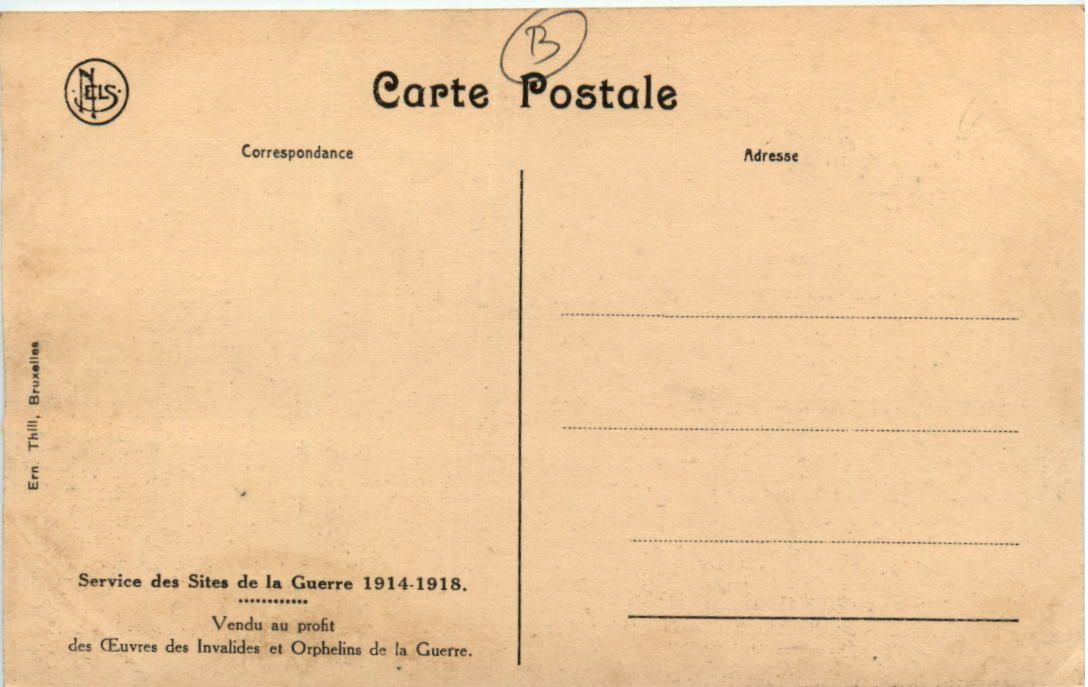 B
NELS
Carte Postale
Correspondance
Adresse
Ern. Thill, Bruxelles
Service des Sites de la Guerre 1914-1918.
Vendu au profit
des Œuvres des Invalides et Orphelins de la Guerre.